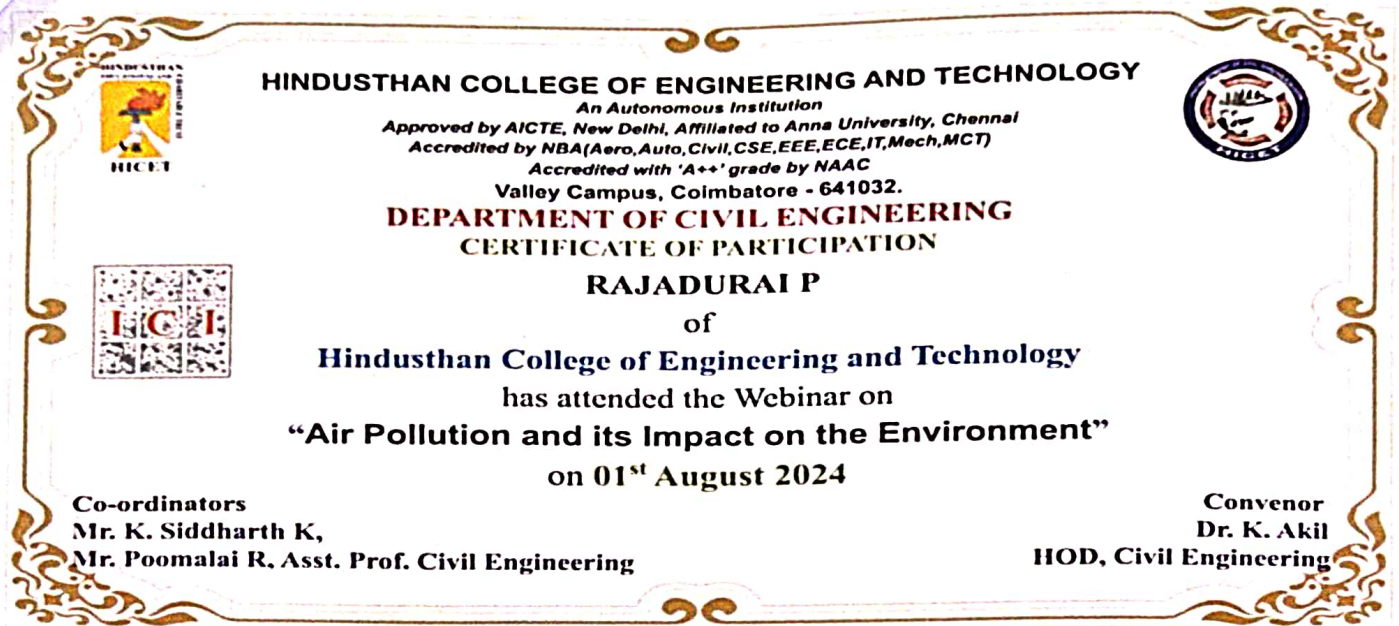 HINDUSTHAN
HICET
HINDUSTHAN COLLEGE OF ENGINEERING AND TECHNOLOGY
An Autonomous Institution
Approved by AICTE, New Delhi, Affiliated to Anna University, Chennai
Accredited by NBA(Aero,Auto,Civil,CSE,EEE,ECE,IT,Mech,MCT)
Accredited with ‘A++’ grade by NAAC
Valley Campus, Coimbatore - 641032.
HICET
DEPARTMENT OF CIVIL ENGINEERING
CERTIFICATE OF PARTICIPATION
ICI
RAJADURAI P
of
Hindusthan College of Engineering and Technology
has attended the Webinar on
“Air Pollution and its Impact on the Environment”
on 01st August 2024
Co-ordinators
Mr. K. Siddharth K,
Mr. Poomalai R, Asst. Prof. Civil Engineering
Convenor
Dr. K. Akil
HOD, Civil Engineering